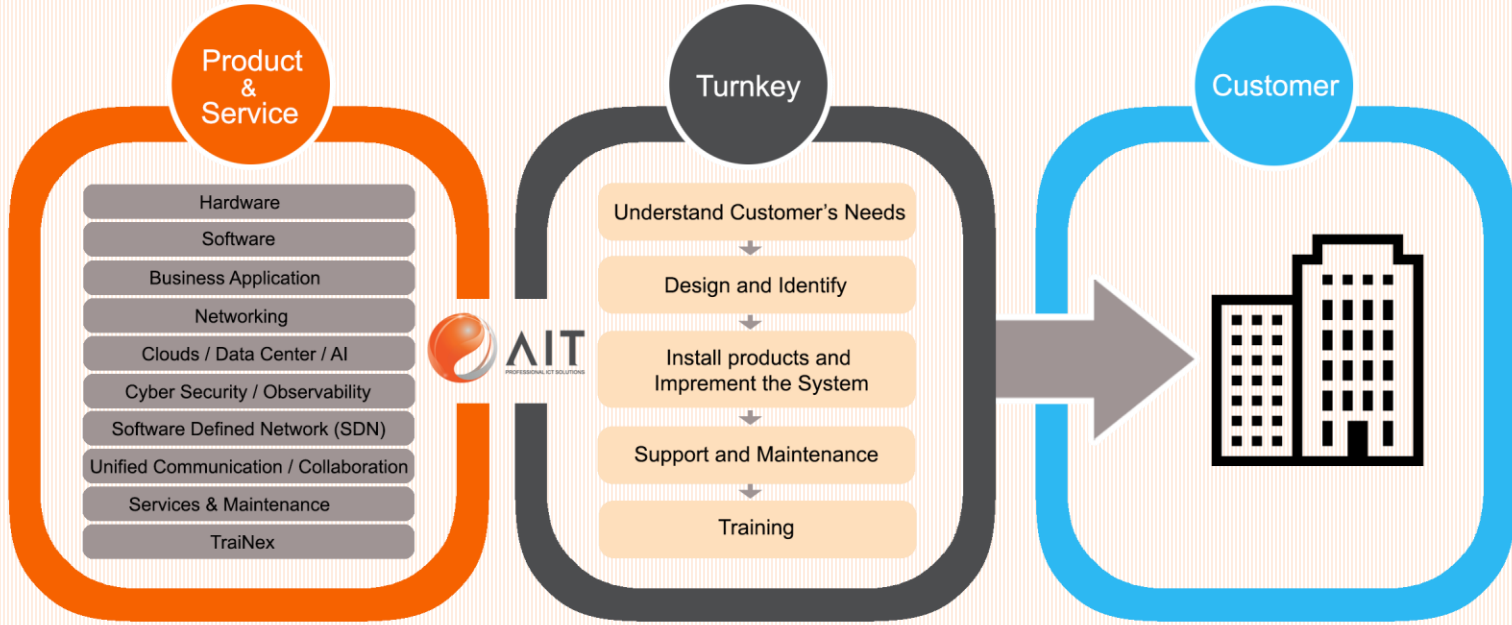 Product
&
Service
Hardware
Software
Business Application
Networking
Clouds / Data Center / AI
Cyber Security / Observability
Software Defined Network (SDN)
Unified Communication / Collaboration
Services & Maintenance
TraiNex
AIT
PROFESSIONAL ICT SOLUTIONS
Turnkey
Understand Customer’s Needs
Design and Identify
Install products and
Imprement the System
Support and Maintenance
Training
Customer